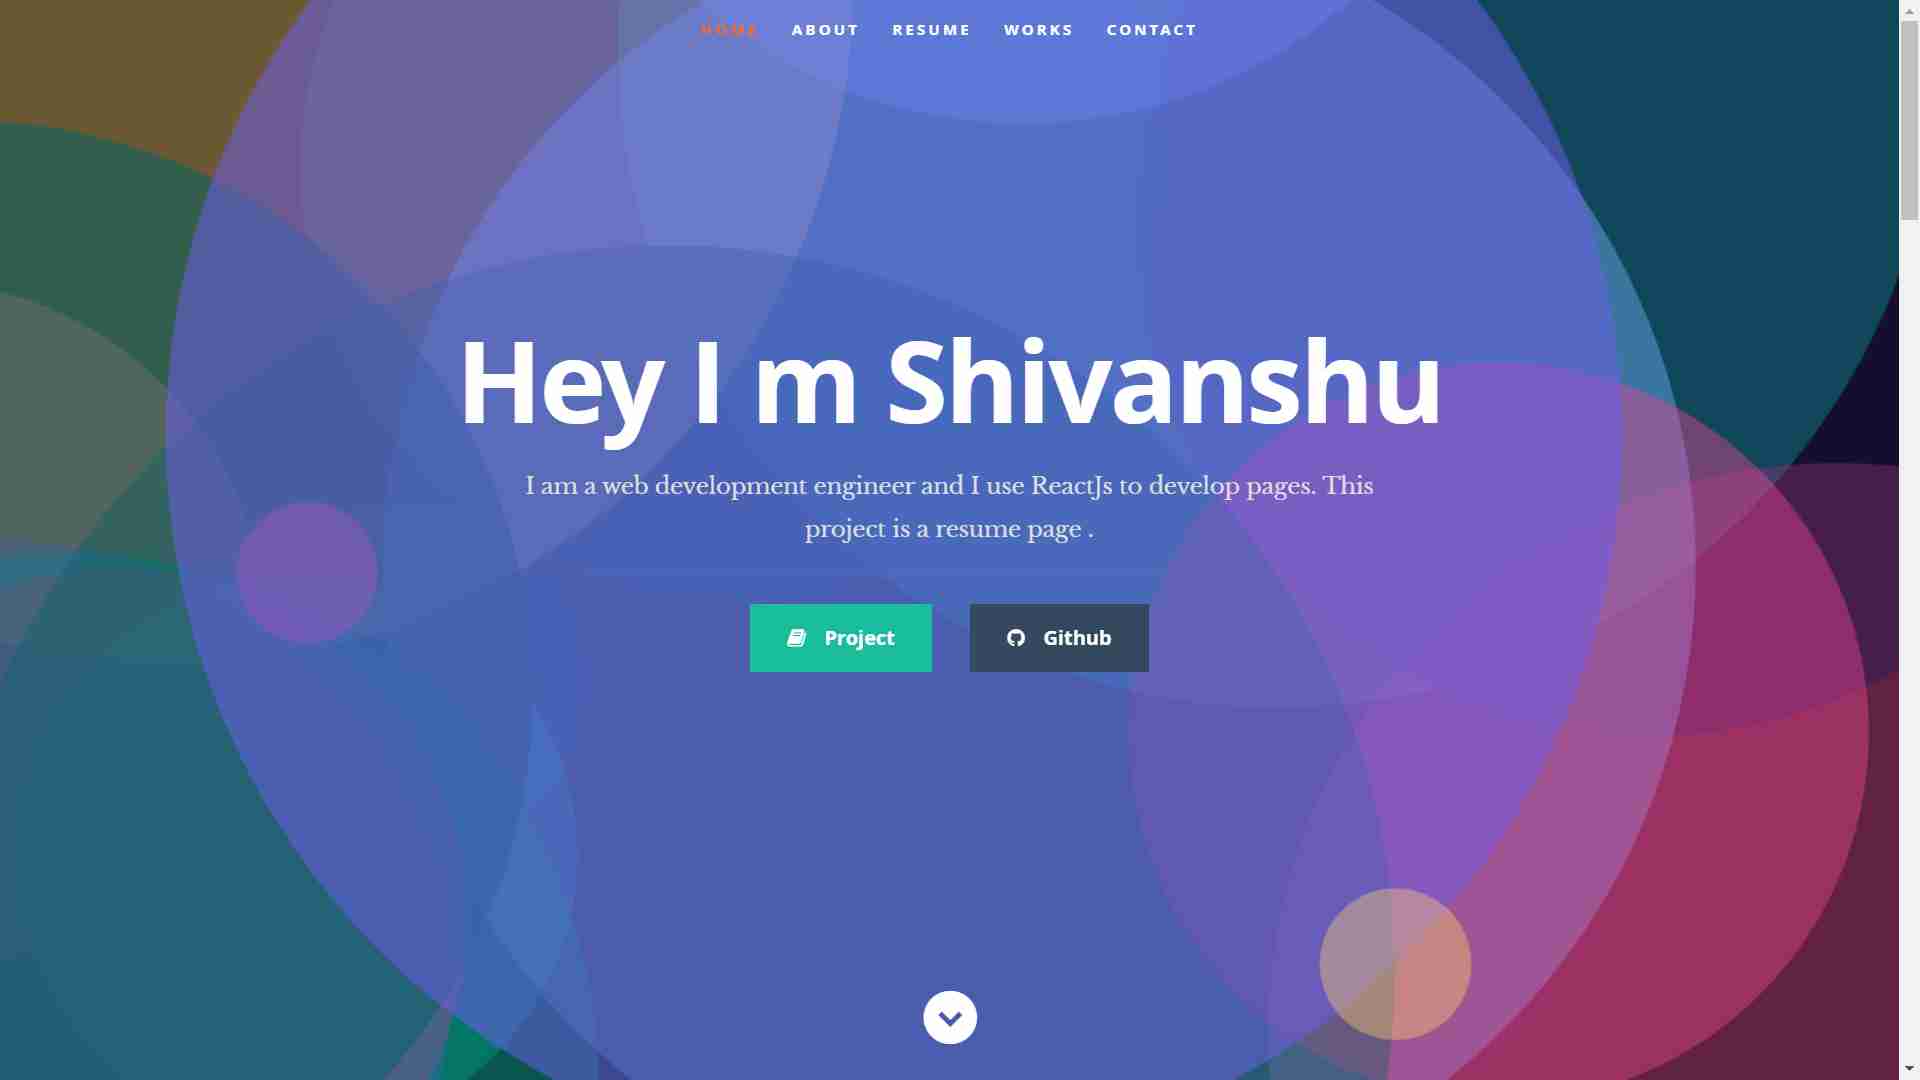 HOME ABOUT RESUME WORKS CONTACT
Hey I m Shivanshu
I am a web development engineer and I use ReactJs to develop pages. This
project is a resume page .
Project Github